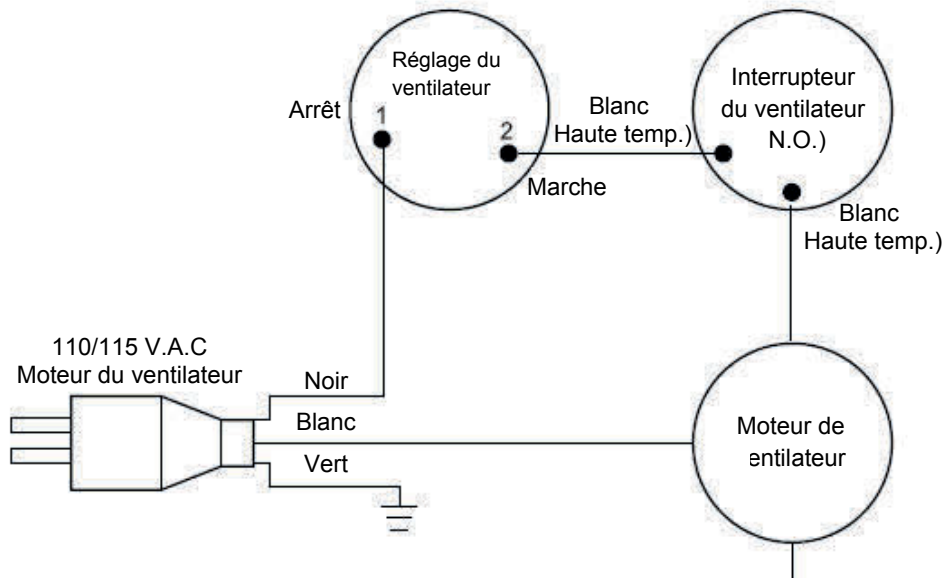 Réglage du
ventilateur
Arrêt
1
2
Marche
Blanc
Haute temp.)
Interrupteur
du ventilateur
N.O.)
Blanc
Haute temp.)
110/115 V.A.C
Moteur du ventilateur
Noir
Blanc
Vert
Moteur de
entilateur